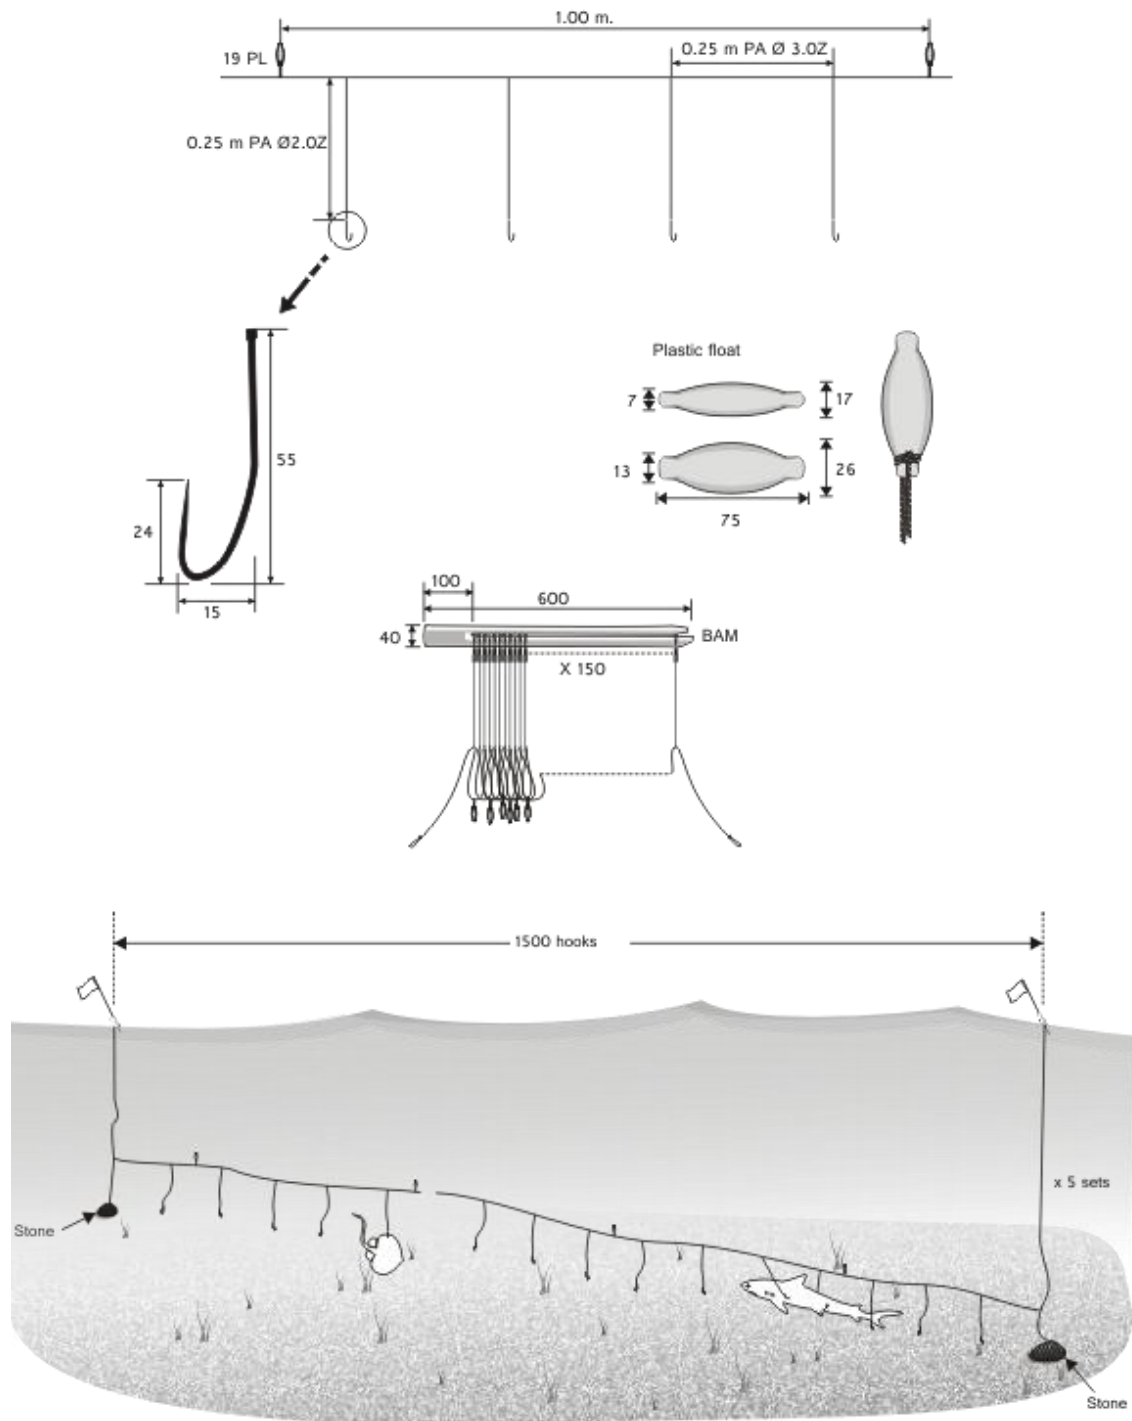 1.00 m.
19 PL
0.25 m PA Ø 3.0Z
0.25 m PA Ø2.0Z
55
24
15
Plastic float
7
17
13
26
75
100
600
40
BAM
X 150
1500 hooks
x 5 sets
Stone
Stone